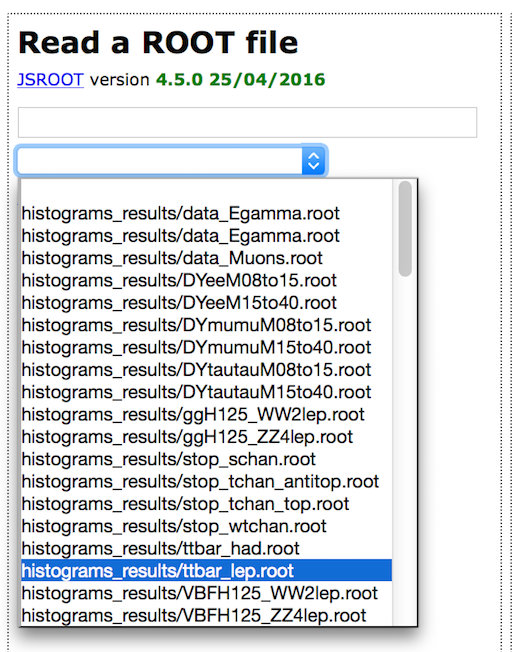 Read a ROOT file
JSROOT version 4.5.0 25/04/2016
histograms_results/data_Egamma.root
histograms_results/data_Egamma.root
histograms_results/data_Muons.root
histograms_results/DYeeM08to15.root
histograms_results/DYeeM15to40.root
histograms_results/DYmumuM08to15.root
histograms_results/DYmumuM15to40.root
histograms_results/DYtautauM08to15.root
histograms_results/DYtautauM15to40.root
histograms_results/ggH125_WW2lep.root
histograms_results/ggH125_ZZ4lep.root
histograms_results/stop_schan.root
histograms_results/stop_tchan_antitop.root
histograms_results/stop_tchan_top.root
histograms_results/stop_wtchan.root
histograms_results/ttbar_had.root
histograms_results/ttbar_lep.root
histograms_results/VBFH125_WW2lep.root
histograms_results/VBFH125_ZZ4lep.root